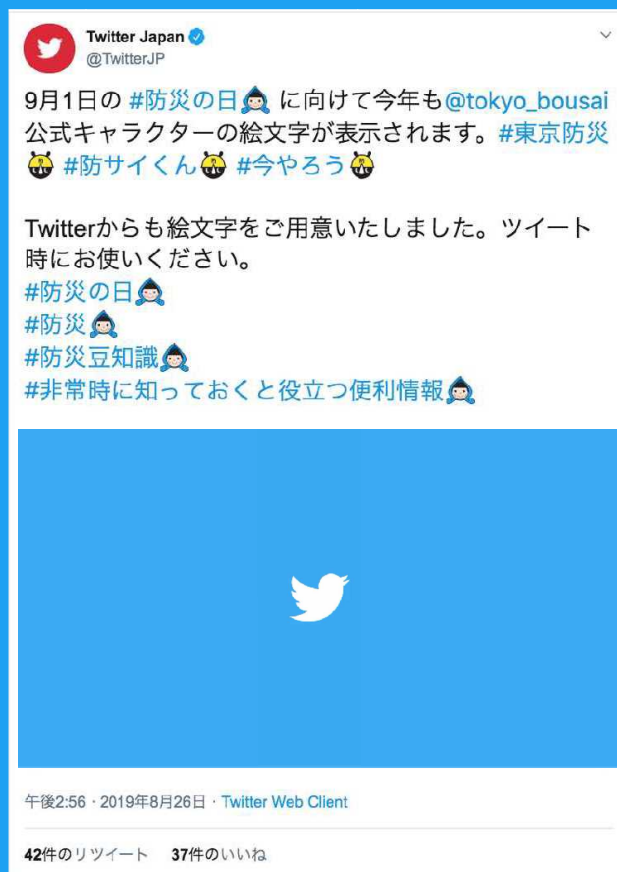 Twitter Japan
@TwitterJP
9月1日の #防災の日 に向けて今年も@tokyo_bousai
公式キャラクターの絵文字が表示されます。#東京防災
#防サイくん #今やろう
Twitterからも絵文字をご用意いたしました。ツイート
時にお使いください。
#防災の日
#防災
#防災豆知識
#非常時に知っておくと役立つ便利情報
午後2:56 · 2019年8月26日 · Twitter Web Client
42件のリツイート 37件のいいね